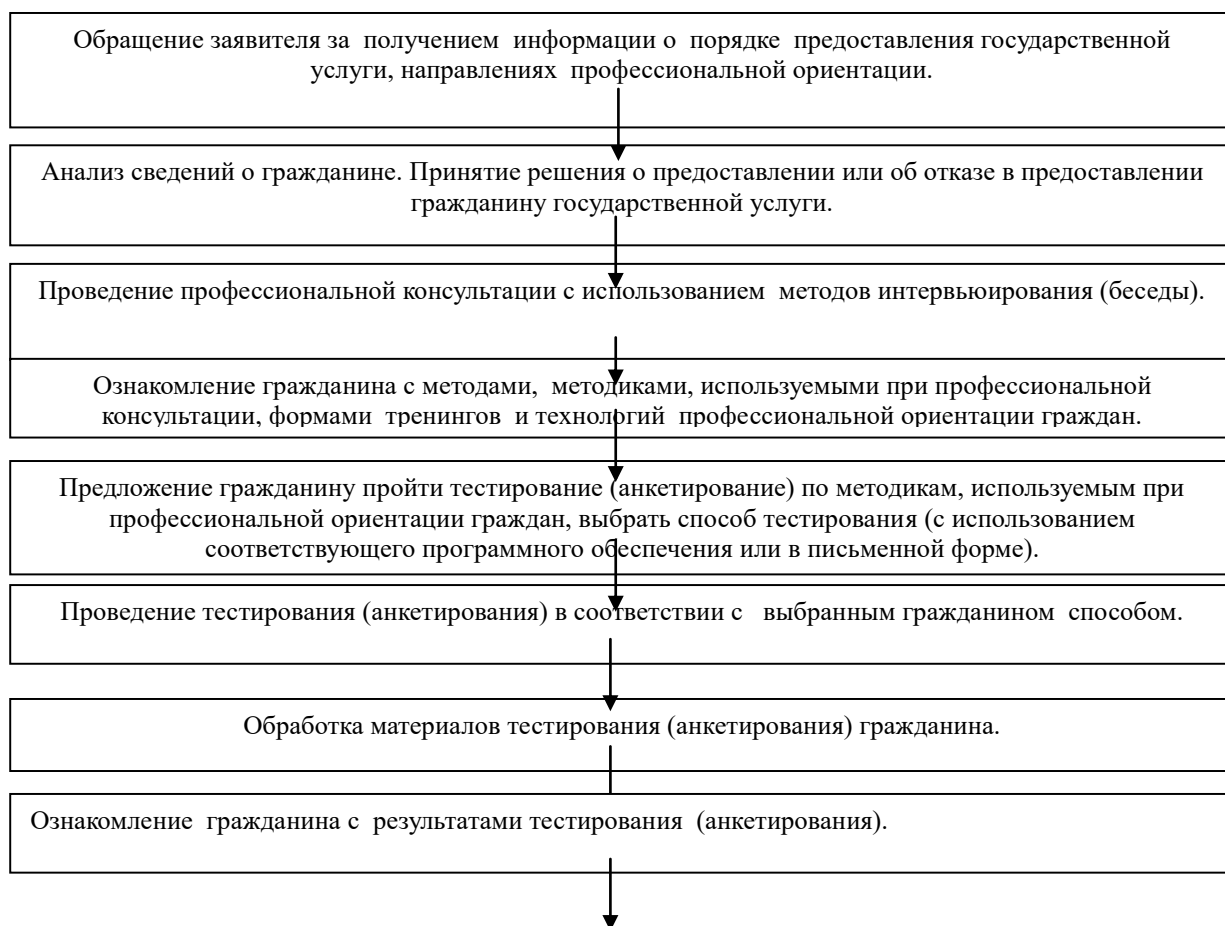 Обращение заявителя за получением информации о порядке предоставления государственной
услуги, направлениях профессиональной ориентации.
Анализ сведений о гражданине. Принятие решения о предоставлении или об отказе в предоставлении
гражданину государственной услуги.
Проведение профессиональной консультации с использованием методов интервьюирования (беседы).
Ознакомление гражданина с методами, методиками, используемыми при профессиональной
консультации, формами тренингов и технологий профессиональной ориентации граждан.
Предложение гражданину пройти тестирование (анкетирование) по методикам, используемым при
профессиональной ориентации граждан, выбрать способ тестирования (с использованием
соответствующего программного обеспечения или в письменной форме).
Проведение тестирования (анкетирования) в соответствии с выбранным гражданином способом.
Обработка материалов тестирования (анкетирования) гражданина.
Ознакомление гражданина с результатами тестирования (анкетирования).